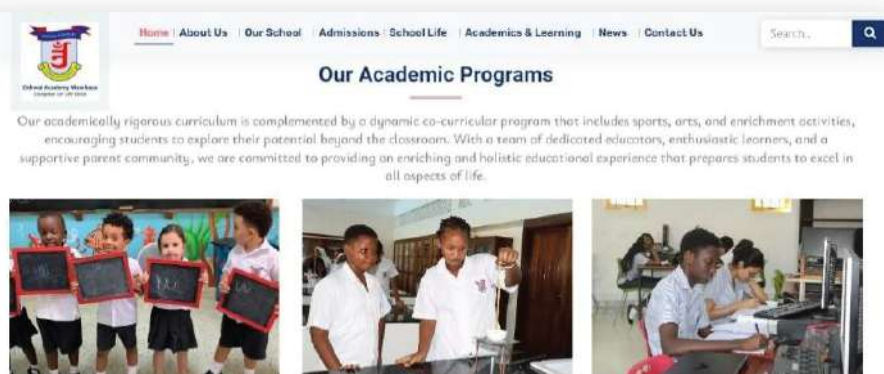 Home
About Us
Our School
Admissions
School Life
Academics & Learning
News
Contact Us
Search..
Oshwal Academy Mombasa
Our Academic Programs
Our academically rigorous curriculum is complemented by a dynamic co-curricular program that includes sports, arts, and enrichment activities,
encouraging students to explore their potential beyond the classroom. With a team of dedicated educators, enthusiastic learners, and a
supportive parent community, we are committed to providing an enriching and holistic educational experience that prepares students to excel in
all aspects of life.